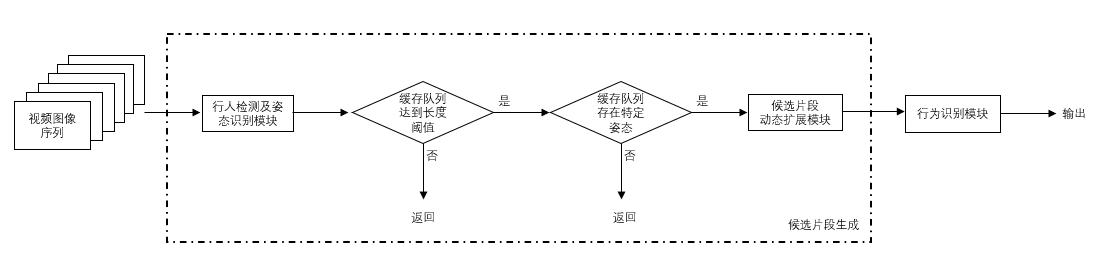 视频图像
序列
行人检测及姿
态识别模块
缓存队列
达到长度
阈值
是
否
返回
缓存队列
存在特定
姿态
是
否
返回
候选片段
动态扩展模块
候选片段生成
行为识别模块
输出